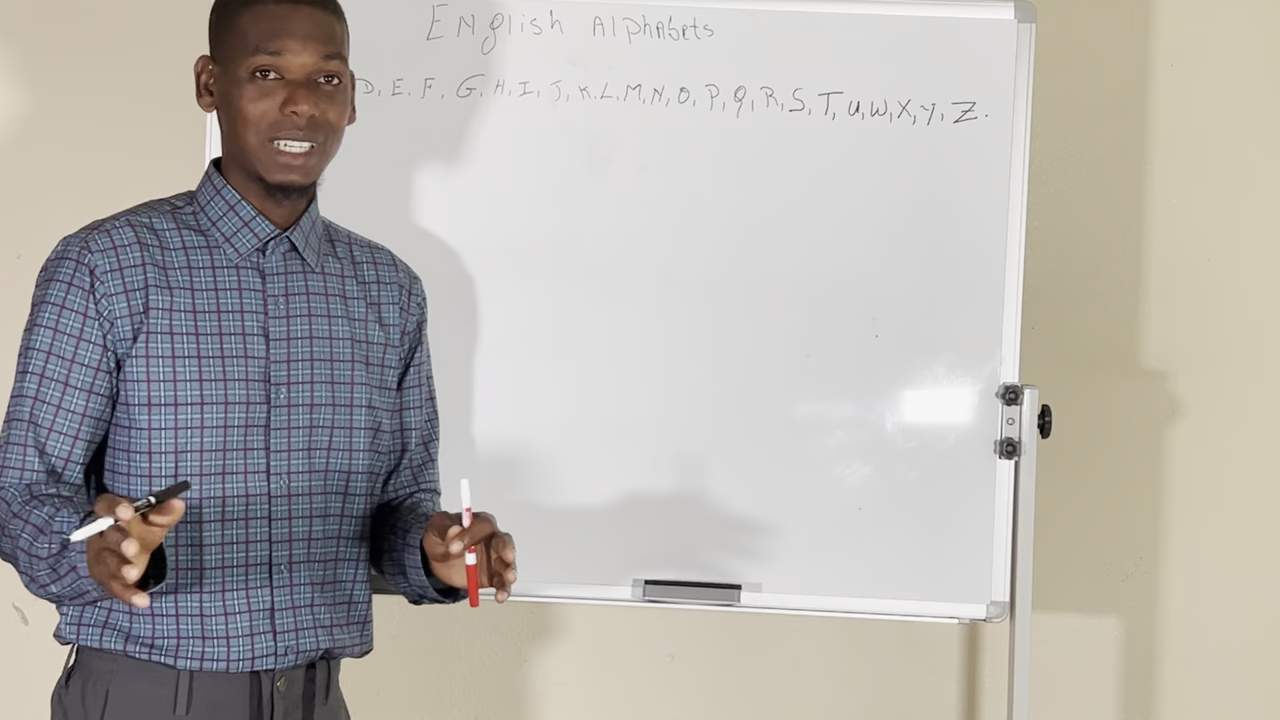 English Alphabets
D, E. F, G, H, I, J, K. L. M, N, O, P, Q, R, S, T, U, W, X, Y, Z.